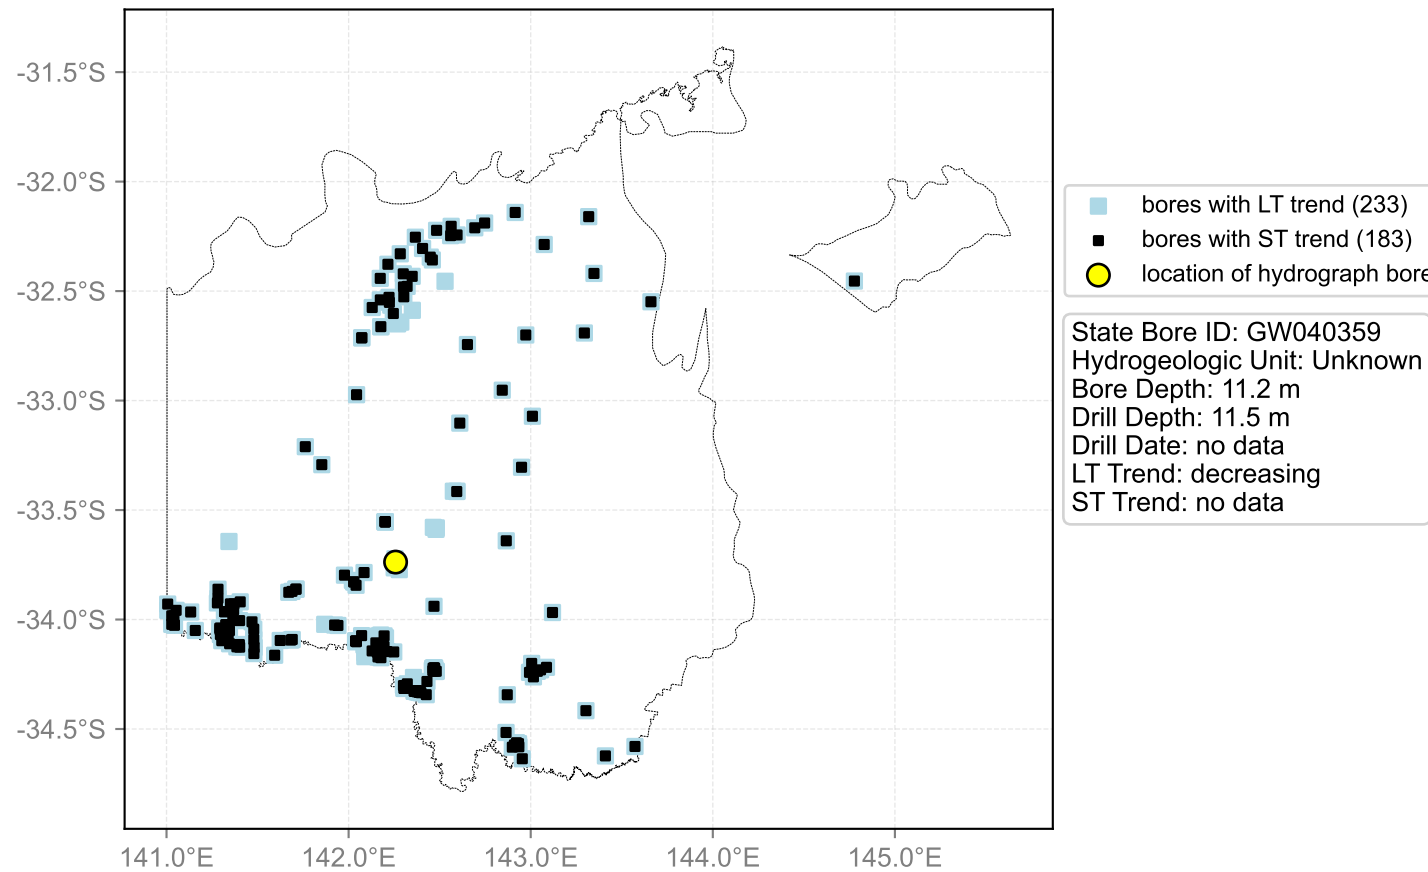 -31.5°S
-32.0°S
-32.5°S
-33.0°S
-33.5°S
-34.0°S
-34.5°S
141.0°E
142.0°E
143.0°E
144.0°E
145.0°E
bores with LT trend (233)
bores with ST trend (183)
location of hydrograph bore
State Bore ID: GW040359
Hydrogeologic Unit: Unknown
Bore Depth: 11.2 m
Drill Depth: 11.5 m
Drill Date: no data
LT Trend: decreasing
ST Trend: no data